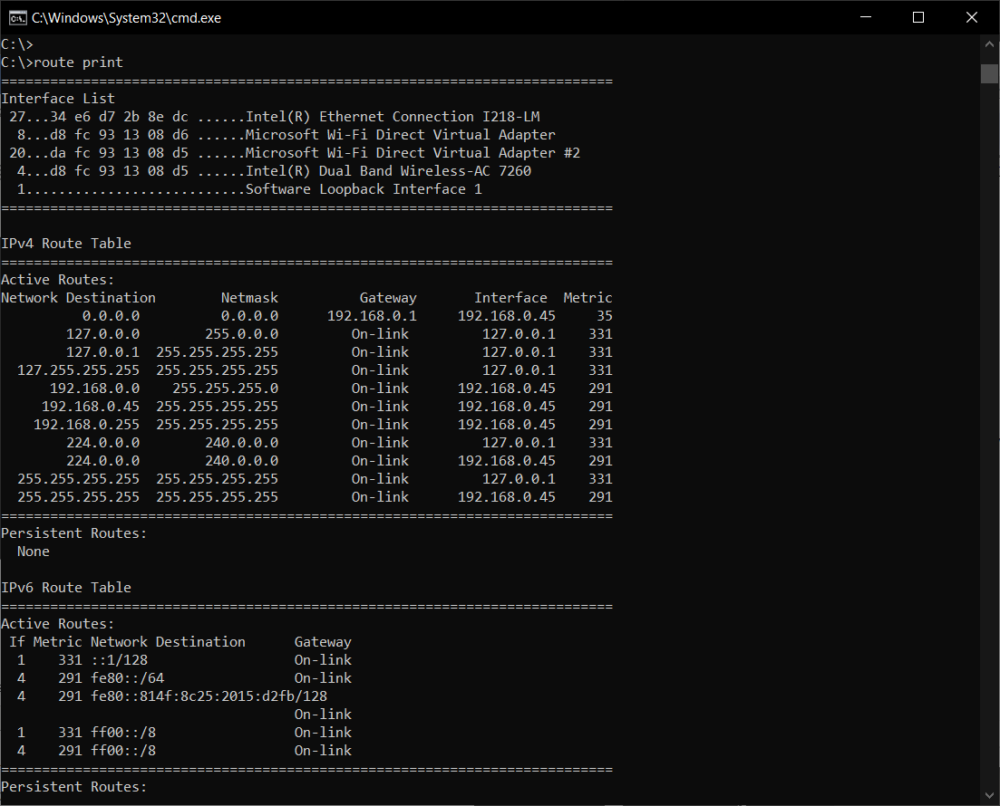 C:\Windows\System32\cmd.exe
C:\>
C:\>route print
===========================================================================
Interface List
 27...34 e6 d7 2b 8e dc ......Intel(R) Ethernet Connection I218-LM
  8...d8 fc 93 13 08 d6 ......Microsoft Wi-Fi Direct Virtual Adapter
 20...da fc 93 13 08 d5 ......Microsoft Wi-Fi Direct Virtual Adapter #2
  4...d8 fc 93 13 08 d5 ......Intel(R) Dual Band Wireless-AC 7260
  1...........................Software Loopback Interface 1
===========================================================================

IPv4 Route Table
===========================================================================
Active Routes:
Network Destination        Netmask          Gateway       Interface  Metric
          0.0.0.0          0.0.0.0      192.168.0.1     192.168.0.45     35
        127.0.0.0        255.0.0.0         On-link         127.0.0.1    331
        127.0.0.1  255.255.255.255         On-link         127.0.0.1    331
  127.255.255.255  255.255.255.255         On-link         127.0.0.1    331
      192.168.0.0    255.255.255.0         On-link      192.168.0.45    291
     192.168.0.45  255.255.255.255         On-link      192.168.0.45    291
    192.168.0.255  255.255.255.255         On-link      192.168.0.45    291
        224.0.0.0        240.0.0.0         On-link         127.0.0.1    331
        224.0.0.0        240.0.0.0         On-link      192.168.0.45    291
  255.255.255.255  255.255.255.255         On-link         127.0.0.1    331
  255.255.255.255  255.255.255.255         On-link      192.168.0.45    291
===========================================================================
Persistent Routes:
  None

IPv6 Route Table
===========================================================================
Active Routes:
 If Metric Network Destination      Gateway
  1    331 ::1/128                  On-link
  4    291 fe80::/64                On-link
  4    291 fe80::814f:8c25:2015:d2fb/128
                                    On-link
  1    331 ff00::/8                 On-link
  4    291 ff00::/8                 On-link
===========================================================================
Persistent Routes: